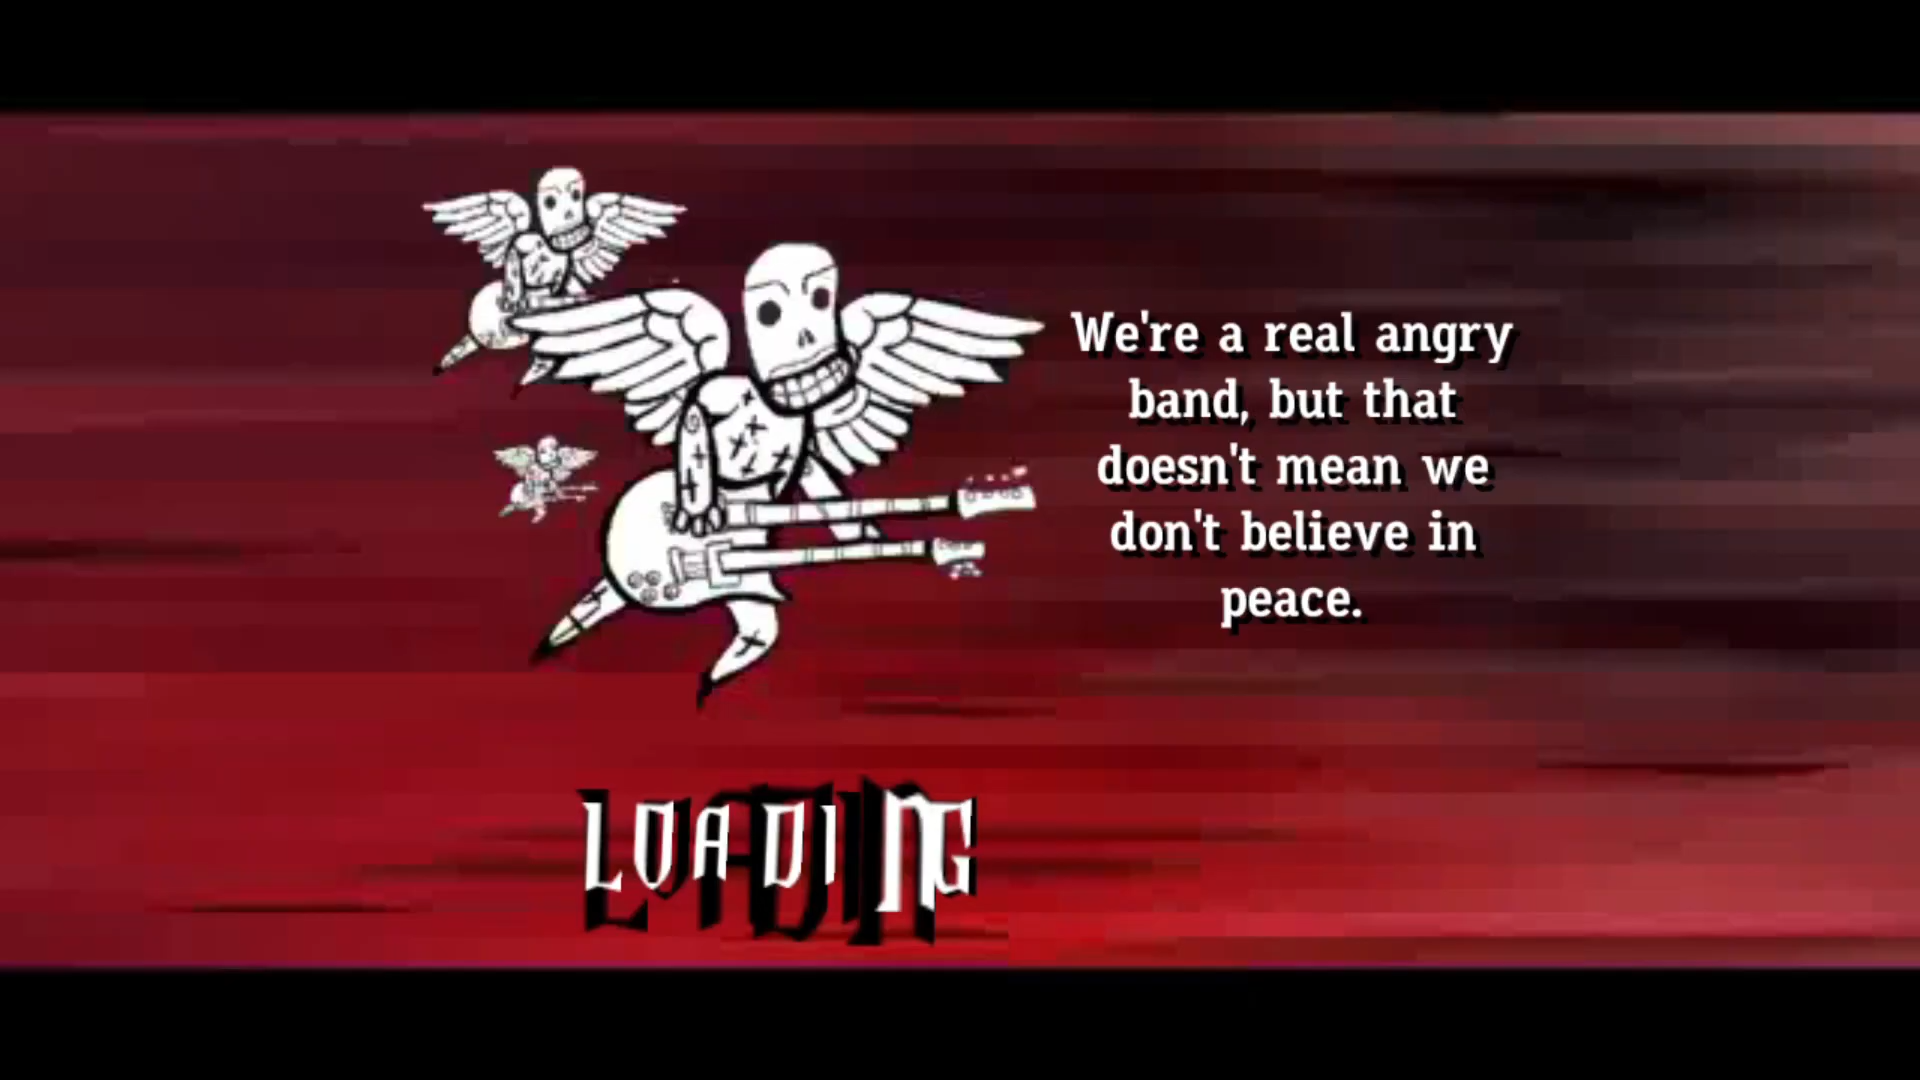 We're a real angry
band, but that
doesn't mean we
don't believe in
peace.
LOADING